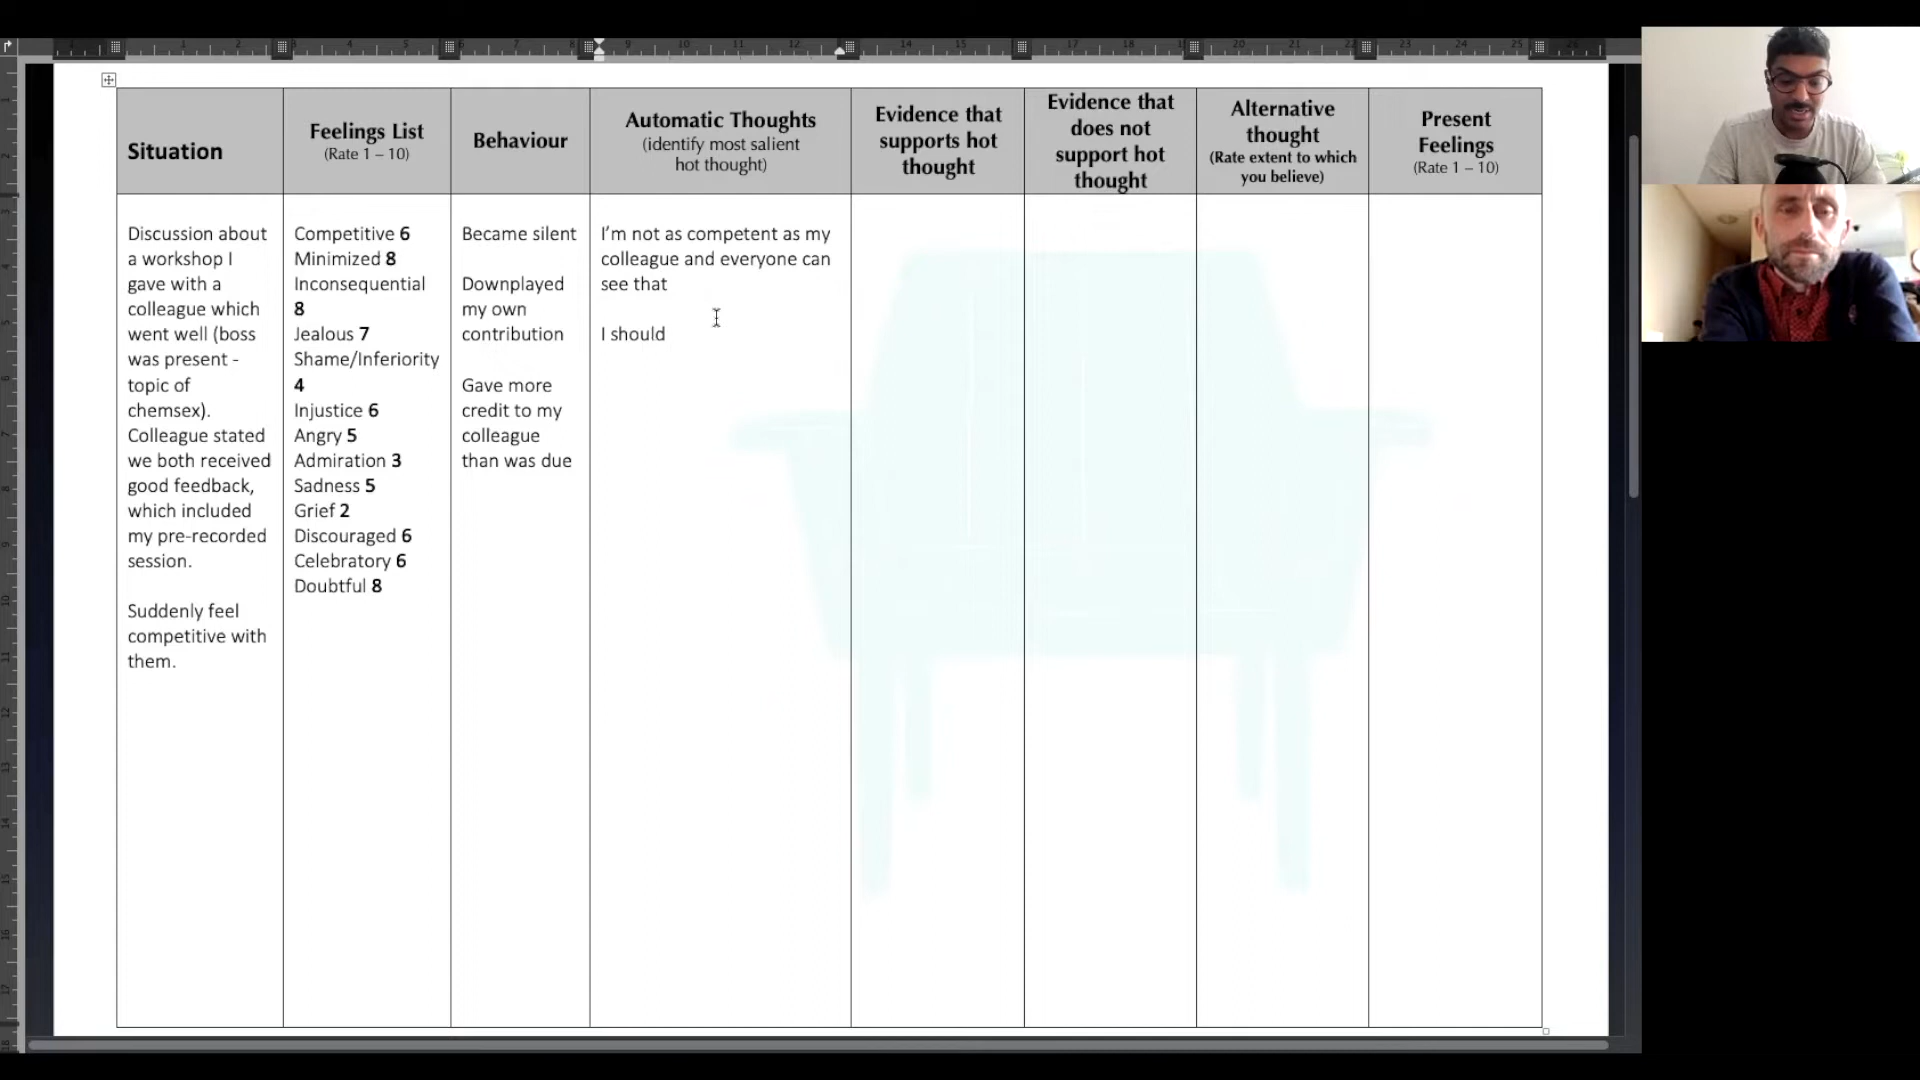 Situation
Feelings List
(Rate 1 – 10)
Behaviour
Automatic Thoughts
(identify most salient
hot thought)
Evidence that
supports hot
thought
Evidence that
does not
support hot
thought
Alternative
thought
(Rate extent to which
you believe)
Present
Feelings
(Rate 1 – 10)
Discussion about
a workshop I
gave with a
colleague which
went well (boss
was present -
topic of
chemsex).
Colleague stated
we both received
good feedback,
which included
my pre-recorded
session.
Suddenly feel
competitive with
them.
Competitive 6
Minimized 8
Inconsequential
8
Jealous 7
Shame/Inferiority
4
Injustice 6
Angry 5
Admiration 3
Sadness 5
Grief 2
Discouraged 6
Celebratory 6
Doubtful 8
Became silent
Downplayed
my own
contribution
Gave more
credit to my
colleague
than was due
I’m not as competent as my
colleague and everyone can
see that
I should